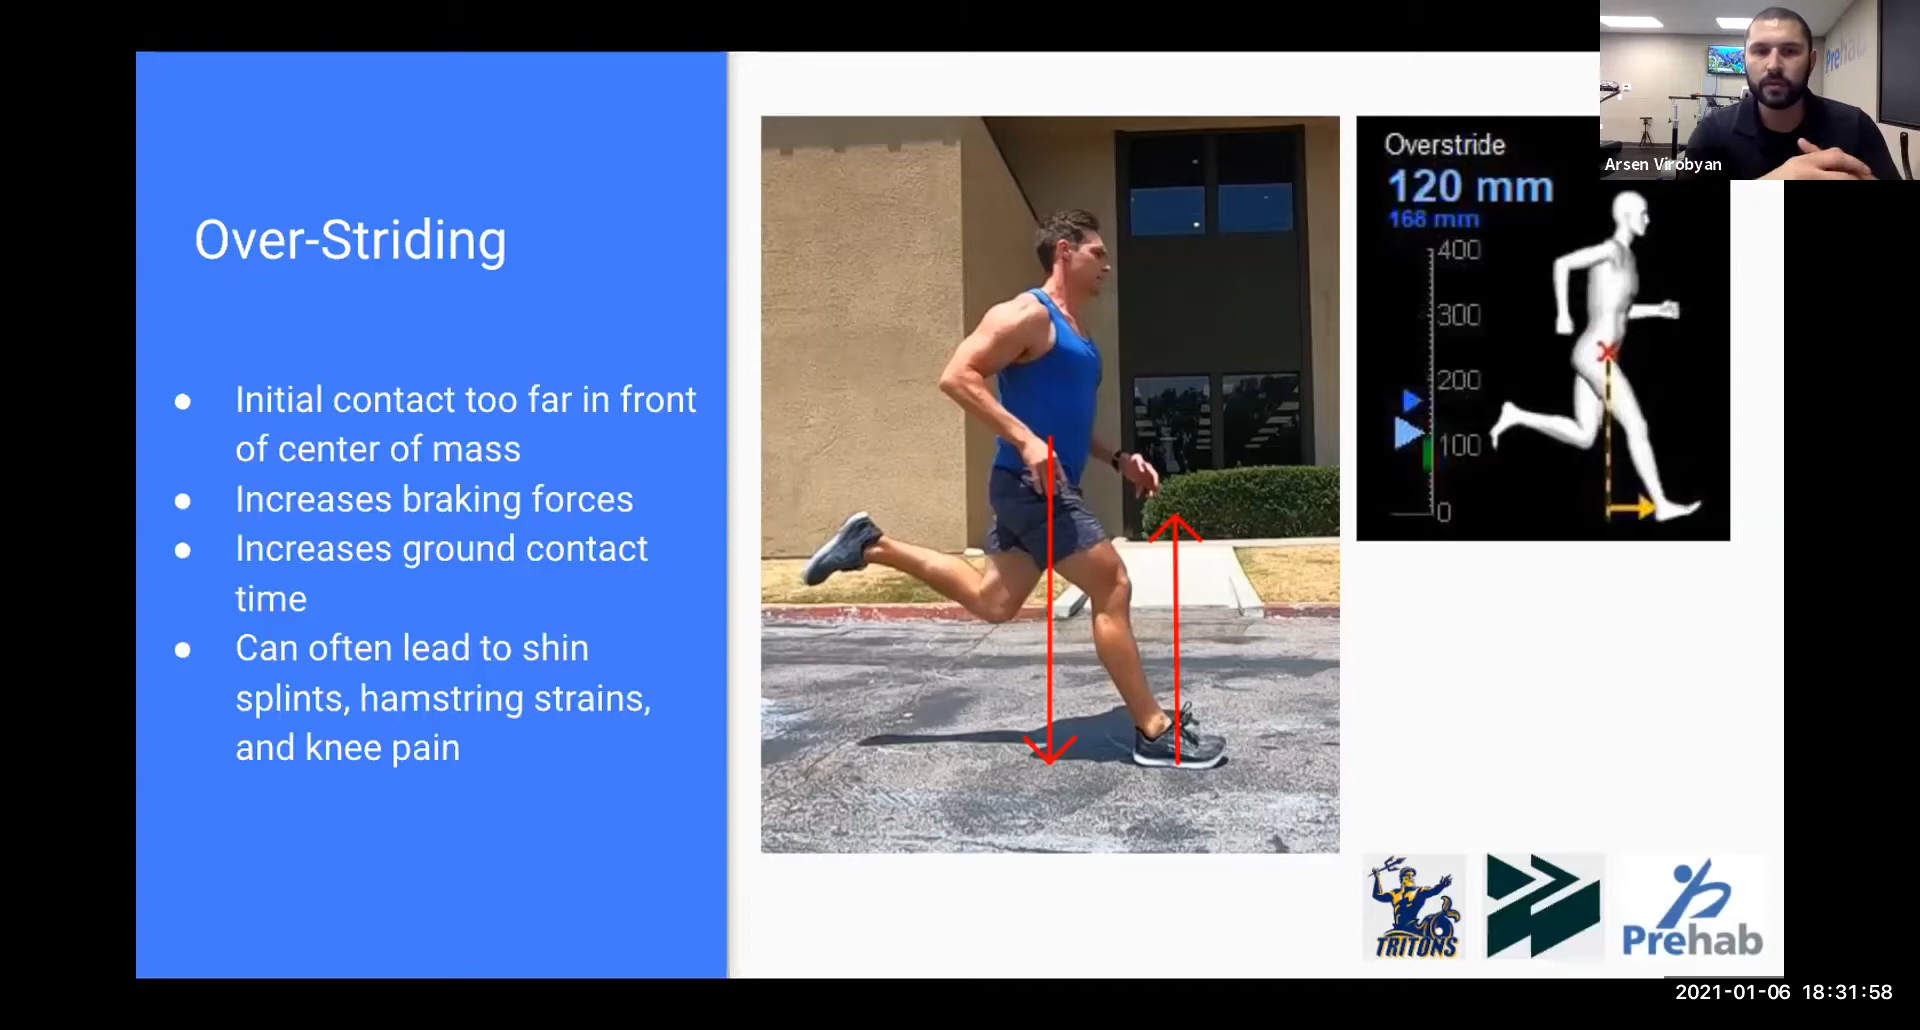 Over-Striding
● Initial contact too far in front
of center of mass
● Increases braking forces
● Increases ground contact
time
● Can often lead to shin
splints, hamstring strains,
and knee pain
Overstride
120 mm
168 mm
400
300
200
100
0
Prehab
Arsen Virobyan
TRITONS
Prehab
2021-01-06 18:31:58